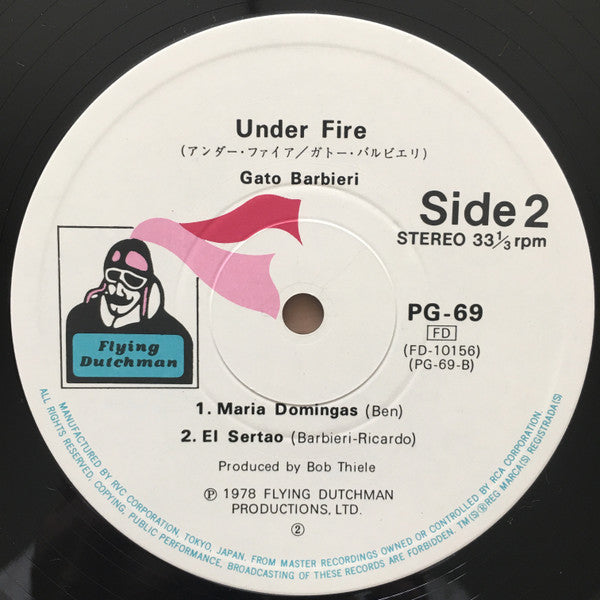 Under Fire
(アンダー・ファイア/ガトー・バルビエリ)
Gato Barbieri
Side 2
STEREO 33⅓ rpm
Flying
Dutchman
PG-69
FD
(FD-10156)
(PG-69-B)
1. Maria Domingas (Ben)
2. El Sertao (Barbieri-Ricardo)
Produced by Bob Thiele
Ⓟ 1978 FLYING DUTCHMAN
PRODUCTIONS, LTD.
②
MANUFACTURED BY RVC CORPORATION, TOKYO, JAPAN. FROM MASTER RECORDINGS OWNED OR CONTROLLED BY RCA CORPORATION.
ALL RIGHTS RESERVED, COPYING, PUBLIC PERFORMANCE, BROADCASTING OF THESE RECORDS ARE FORBIDDEN. TM(S)®REG MARCA(S) REGISTRADA(S)